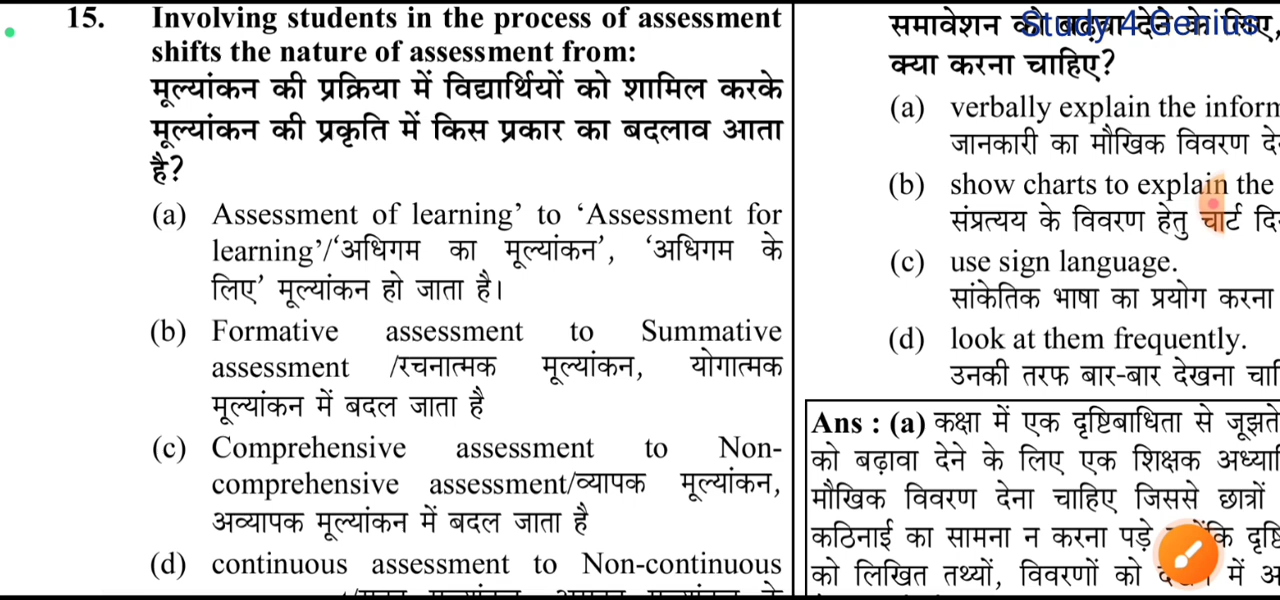 15. Involving students in the process of assessment
shifts the nature of assessment from:
मूल्यांकन की प्रक्रिया में विद्यार्थियों को शामिल करके
मूल्यांकन की प्रकृति में किस प्रकार का बदलाव आता
है?
(a) Assessment of learning’ to ‘Assessment for
learning’/‘अधिगम का मूल्यांकन’, ‘अधिगम के
लिए’ मूल्यांकन हो जाता है।
(b) Formative assessment to Summative
assessment /रचनात्मक मूल्यांकन, योगात्मक
मूल्यांकन में बदल जाता है
(c) Comprehensive assessment to Non-
comprehensive assessment/व्यापक मूल्यांकन,
अव्यापक मूल्यांकन में बदल जाता है
(d) continuous assessment to Non-continuous
Study 4 Genius
समावेशन को बढ़ावा देने के लिए,
क्या करना चाहिए?
(a) verbally explain the inform
जानकारी का मौखिक विवरण
(b) show charts to explain the
संप्रत्यय के विवरण हेतु चार्ट
(c) use sign language.
सांकेतिक भाषा का प्रयोग करना
(d) look at them frequently.
उनकी तरफ बार-बार देखना
Ans : (a) कक्षा में एक दृष्टिबाधिता से जूझते
को बढ़ावा देने के लिए एक शिक्षक
मौखिक विवरण देना चाहिए जिससे छात्रों
कठिनाई का सामना न करना पड़े
को लिखित तथ्यों, विवरणों को में